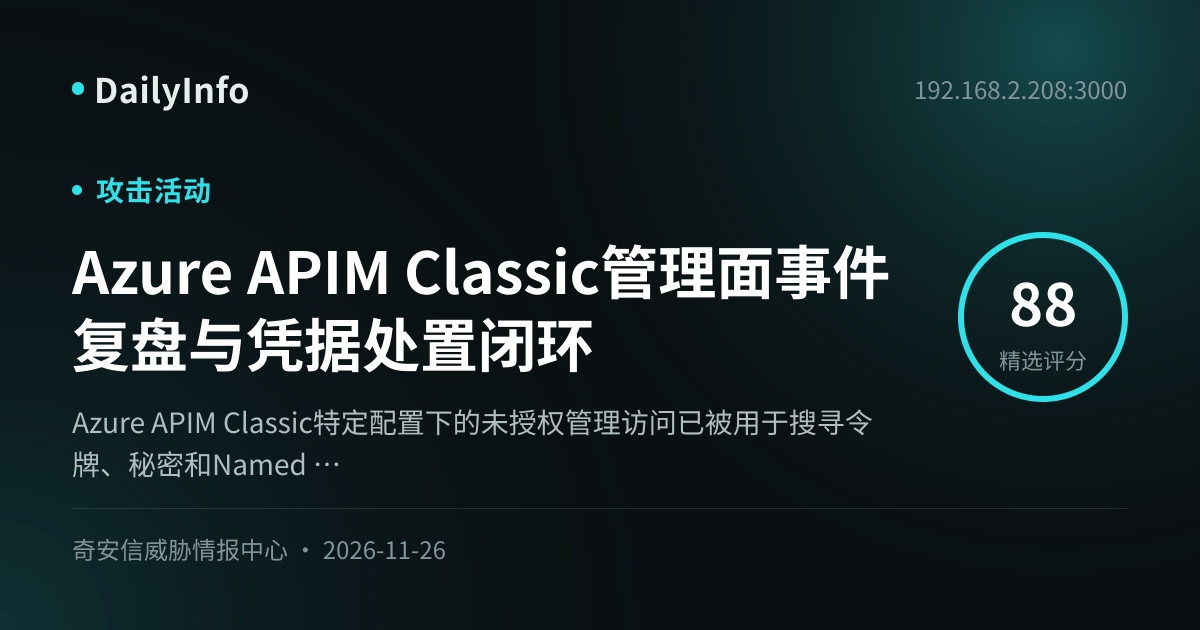 DailyInfo
192.168.2.208:3000
攻击活动
Azure APIM Classic管理面事件
复盘与凭据处置闭环
88
精选评分
Azure APIM Classic特定配置下的未授权管理访问已被用于搜寻令
牌、秘密和Named …
奇安信威胁情报中心 · 2026-11-26